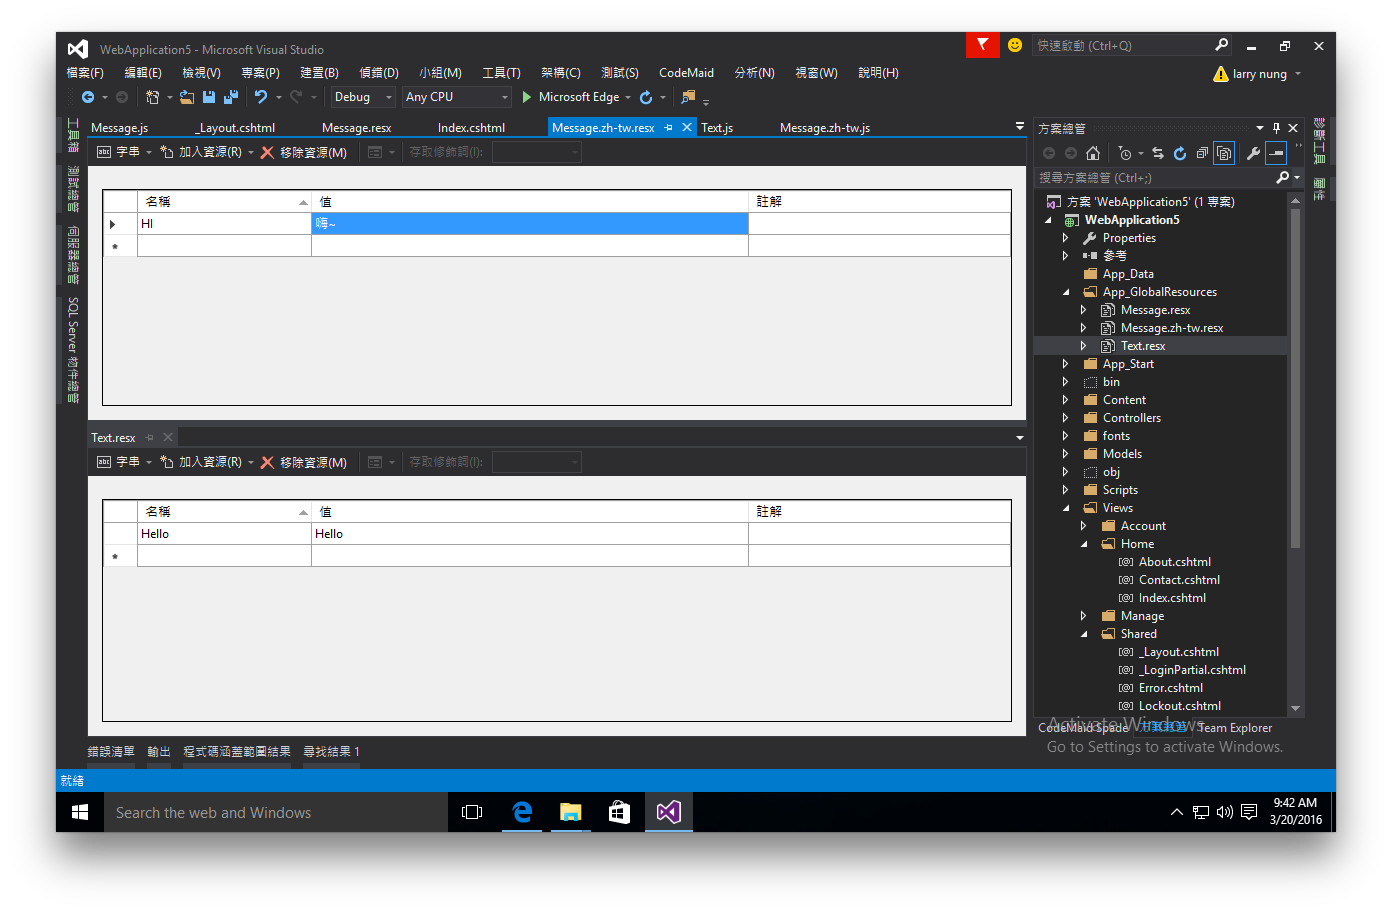 WebApplication5 - Microsoft Visual Studio
快速啟動 (Ctrl+Q)
檔案(F) 編輯(E) 檢視(V) 專案(P) 建置(B) 偵錯(D) 小組(M) 工具(T) 架構(C) 測試(S) CodeMaid 分析(N) 視窗(W) 說明(H)
larry nung
Debug Any CPU Microsoft Edge
工具箱
測試總管
伺服器總管
SQL Server 物件總管
Message.js _Layout.cshtml Message.resx Index.cshtml Message.zh-tw.resx Text.js Message.zh-tw.js
abc 字串 加入資源(R) 移除資源(M) 存取修飾詞(I):
名稱 值 註解
HI 嗨~
*
Text.resx
abc 字串 加入資源(R) 移除資源(M) 存取修飾詞(I):
名稱 值 註解
Hello Hello
*
錯誤清單 輸出 程式碼涵蓋範圍結果 尋找結果 1
就緒
方案總管
搜尋方案總管 (Ctrl+;)
方案 'WebApplication5' (1 專案)
WebApplication5
Properties
參考
App_Data
App_GlobalResources
Message.resx
Message.zh-tw.resx
Text.resx
App_Start
bin
Content
Controllers
fonts
Models
obj
Scripts
Views
Account
Home
[@] About.cshtml
[@] Contact.cshtml
[@] Index.cshtml
Manage
Shared
[@] _Layout.cshtml
[@] _LoginPartial.cshtml
[@] Error.cshtml
[@] Lockout.cshtml
CodeMaid Spade 方案總管 Team Explorer
Activate Windows
Go to Settings to activate Windows.
診斷工具
屬性
Search the web and Windows
9:42 AM
3/20/2016